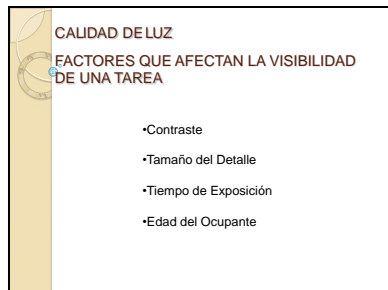 CALIDAD DE LUZ
FACTORES QUE AFECTAN LA VISIBILIDAD
DE UNA TAREA
•Contraste
•Tamaño del Detalle
•Tiempo de Exposición
•Edad del Ocupante